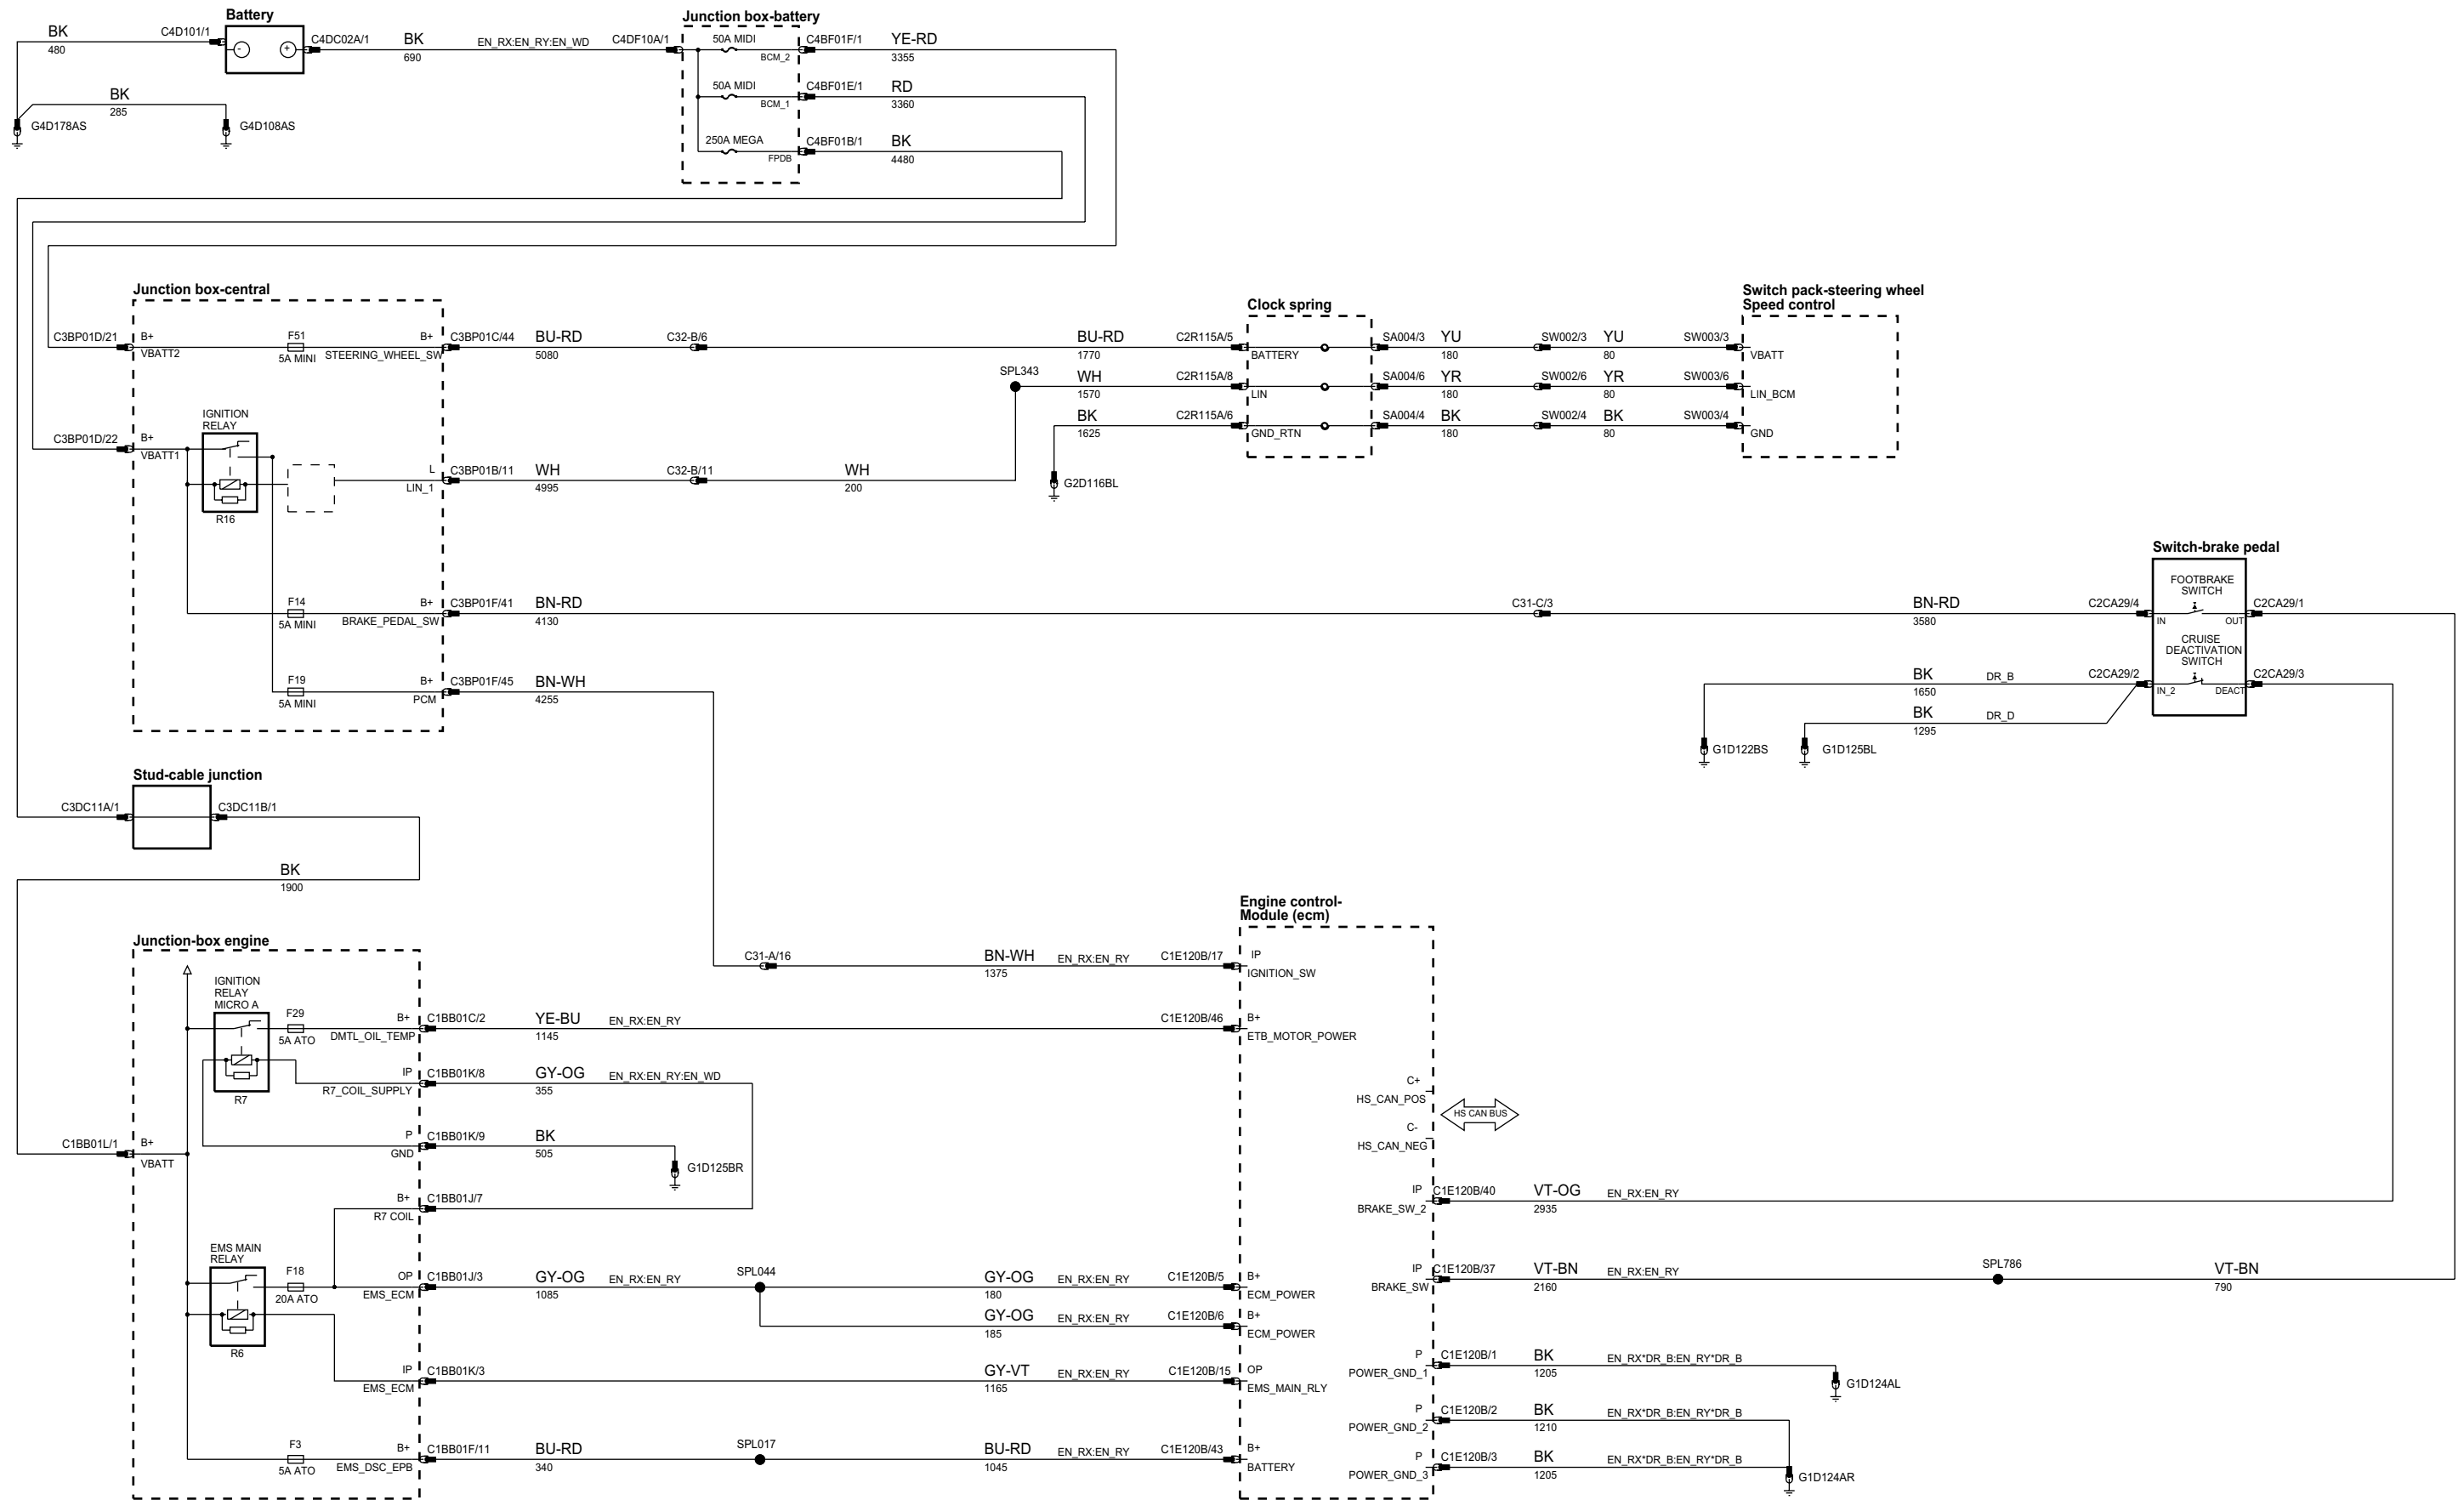 Battery
Junction box-battery
BK
480
C4D101/1
-
+
C4DC02A/1
BK
690
EN_RX:EN_RY:EN_WD
C4DF10A/1
50A MIDI
BCM_2
C4BF01F/1
YE-RD
3355
BK
285
G4D178AS
G4D108AS
50A MIDI
BCM_1
C4BF01E/1
RD
3360
250A MEGA
FPDB
C4BF01B/1
BK
4480
Junction box-central
C3BP01D/21
B+
VBATT2
F51
5A MINI
B+
STEERING_WHEEL_SW
C3BP01C/44
BU-RD
5080
C32-B/6
BU-RD
1770
C2R115A/5
Clock spring
BATTERY
SA004/3
YU
180
SW002/3
YU
80
SW003/3
Switch pack-steering wheel
Speed control
VBATT
SPL343
WH
1570
C2R115A/8
LIN
SA004/6
YR
180
SW002/6
YR
80
SW003/6
LIN_BCM
BK
1625
C2R115A/6
GND_RTN
SA004/4
BK
180
SW002/4
BK
80
SW003/4
GND
G2D116BL
IGNITION
RELAY
C3BP01D/22
B+
VBATT1
R16
L
LIN_1
C3BP01B/11
WH
4995
C32-B/11
WH
200
F14
5A MINI
B+
BRAKE_PEDAL_SW
C3BP01F/41
BN-RD
4130
C31-C/3
BN-RD
3580
C2CA29/4
Switch-brake pedal
FOOTBRAKE
SWITCH
IN
OUT
C2CA29/1
CRUISE
DEACTIVATION
SWITCH
IN_2
DEACT
C2CA29/3
BK
1650
DR_B
C2CA29/2
BK
1295
DR_D
G1D122BS
G1D125BL
F19
5A MINI
B+
PCM
C3BP01F/45
BN-WH
4255
Stud-cable junction
C3DC11A/1
C3DC11B/1
BK
1900
Junction-box engine
Engine control-
Module (ecm)
C31-A/16
BN-WH
1375
EN_RX:EN_RY
C1E120B/17
IP
IGNITION_SW
IGNITION
RELAY
MICRO A
R7
F29
5A ATO
B+
DMTL_OIL_TEMP
C1BB01C/2
YE-BU
1145
EN_RX:EN_RY
C1E120B/46
B+
ETB_MOTOR_POWER
IP
R7_COIL_SUPPLY
C1BB01K/8
GY-OG
355
EN_RX:EN_RY:EN_WD
C+
HS_CAN_POS
HS CAN BUS
C-
HS_CAN_NEG
C1BB01L/1
B+
VBATT
P
GND
C1BB01K/9
BK
505
G1D125BR
B+
R7 COIL
C1BB01J/7
IP
BRAKE_SW_2
C1E120B/40
VT-OG
2935
EN_RX:EN_RY
EMS MAIN
RELAY
R6
F18
20A ATO
OP
EMS_ECM
C1BB01J/3
GY-OG
1085
EN_RX:EN_RY
SPL044
GY-OG
180
EN_RX:EN_RY
C1E120B/5
B+
ECM_POWER
IP
BRAKE_SW
C1E120B/37
VT-BN
2160
EN_RX:EN_RY
SPL786
VT-BN
790
GY-OG
185
EN_RX:EN_RY
C1E120B/6
B+
ECM_POWER
IP
EMS_ECM
C1BB01K/3
GY-VT
1165
EN_RX:EN_RY
C1E120B/15
OP
EMS_MAIN_RLY
P
POWER_GND_1
C1E120B/1
BK
1205
EN_RX*DR_B:EN_RY*DR_B
G1D124AL
P
POWER_GND_2
C1E120B/2
BK
1210
EN_RX*DR_B:EN_RY*DR_B
F3
5A ATO
B+
EMS_DSC_EPB
C1BB01F/11
BU-RD
340
SPL017
BU-RD
1045
EN_RX:EN_RY
C1E120B/43
B+
BATTERY
P
POWER_GND_3
C1E120B/3
BK
1205
EN_RX*DR_B:EN_RY*DR_B
G1D124AR